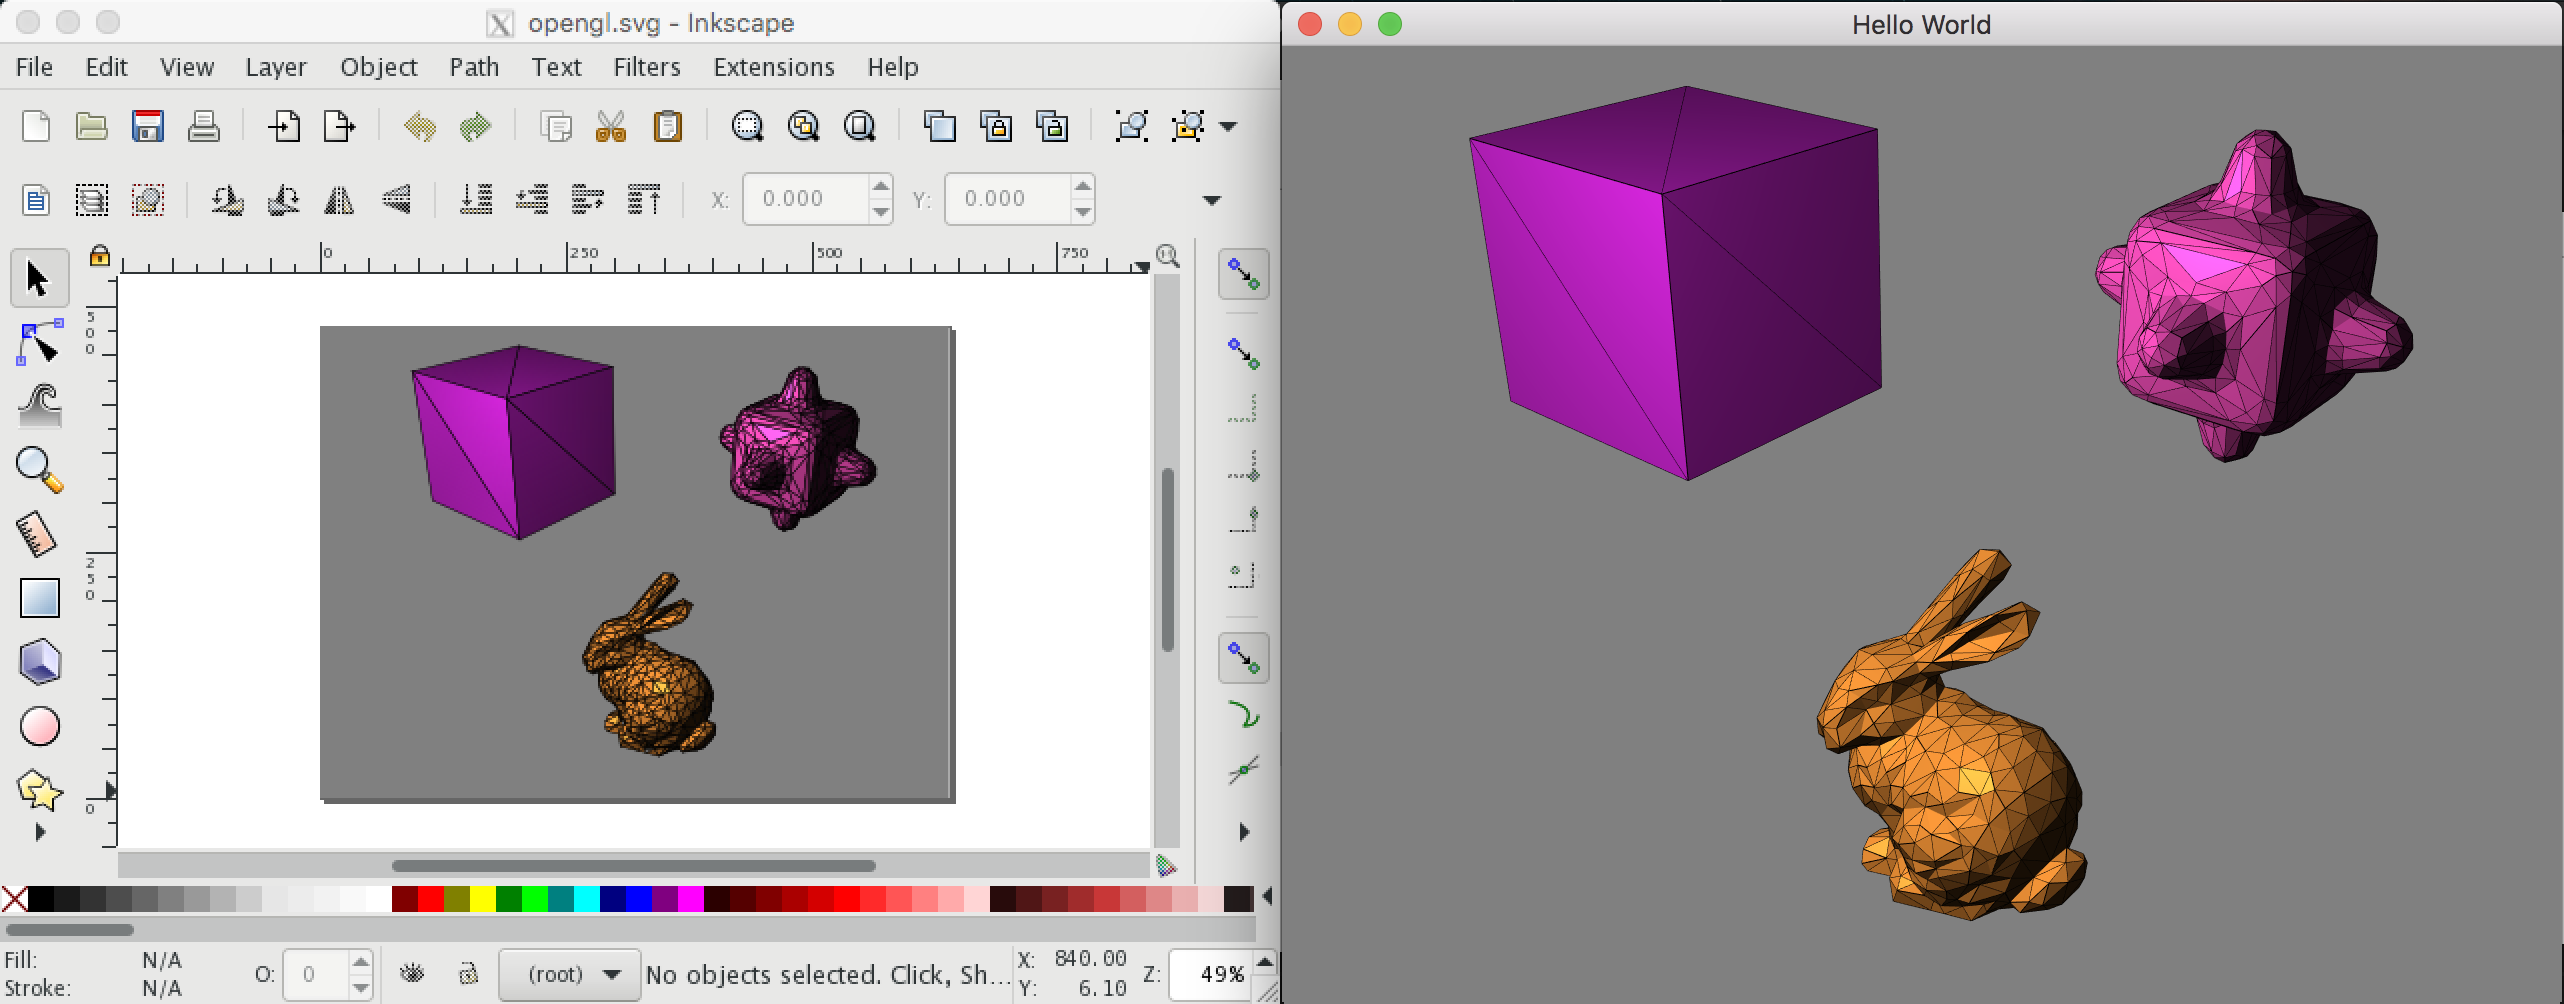 opengl.svg - Inkscape
File Edit View Layer Object Path Text Filters Extensions Help
X: 0.000 Y: 0.000
0 250 500 750
500
250
0
Fill: N/A
Stroke: N/A
O: 0
(root)
No objects selected. Click, Sh...
X: 840.00
Y: 6.10
Z: 49%
Hello World